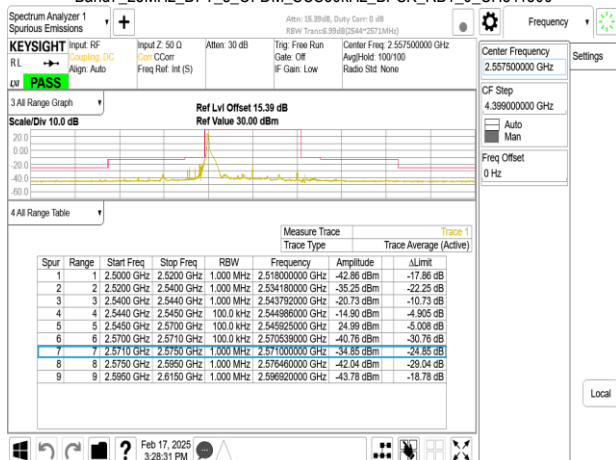 Spectrum Analyzer 1
Spurious Emissions
+
Attn: 15.39dB, Duty Corr: 0 dB
RBW Trans:6.99dB(2544~2571MHz)
Frequency
KEYSIGHT Input: RF
Coupling: DC
Align: Auto
Input Z: 50 Ω
Corr CCorr
Freq Ref: Int (S)
Atten: 30 dB
Trig: Free Run
Gate: Off
IF Gain: Low
Center Freq: 2.557500000 GHz
Avg|Hold: 100/100
Radio Std: None
RL
LXI PASS
Center Frequency
2.557500000 GHz
Settings
CF Step
4.399000000 GHz
Auto
Man
Freq Offset
0 Hz
3 All Range Graph
Scale/Div 10.0 dB
Ref Lvl Offset 15.39 dB
Ref Value 30.00 dBm
20.0
0.00
-20.0
-40.0
-60.0
4 All Range Table
Measure Trace Trace 1
Trace Type Trace Average (Active)
Spur Range Start Freq Stop Freq RBW Frequency Amplitude ΔLimit
1 1 2.5000 GHz 2.5200 GHz 1.000 MHz 2.518000000 GHz -42.86 dBm -17.86 dB
2 2 2.5200 GHz 2.5400 GHz 1.000 MHz 2.534180000 GHz -35.25 dBm -22.25 dB
3 3 2.5400 GHz 2.5440 GHz 1.000 MHz 2.543792000 GHz -20.73 dBm -10.73 dB
4 4 2.5440 GHz 2.5450 GHz 100.0 kHz 2.544986000 GHz -14.90 dBm -4.905 dB
5 5 2.5450 GHz 2.5700 GHz 100.0 kHz 2.545925000 GHz 24.99 dBm -5.008 dB
6 6 2.5700 GHz 2.5710 GHz 100.0 kHz 2.570539000 GHz -40.76 dBm -30.76 dB
7 7 2.5710 GHz 2.5750 GHz 1.000 MHz 2.571000000 GHz -34.85 dBm -24.85 dB
8 8 2.5750 GHz 2.5950 GHz 1.000 MHz 2.576460000 GHz -42.04 dBm -29.04 dB
9 9 2.5950 GHz 2.6150 GHz 1.000 MHz 2.596920000 GHz -43.78 dBm -18.78 dB
Local
?
Feb 17, 2025
3:28:31 PM